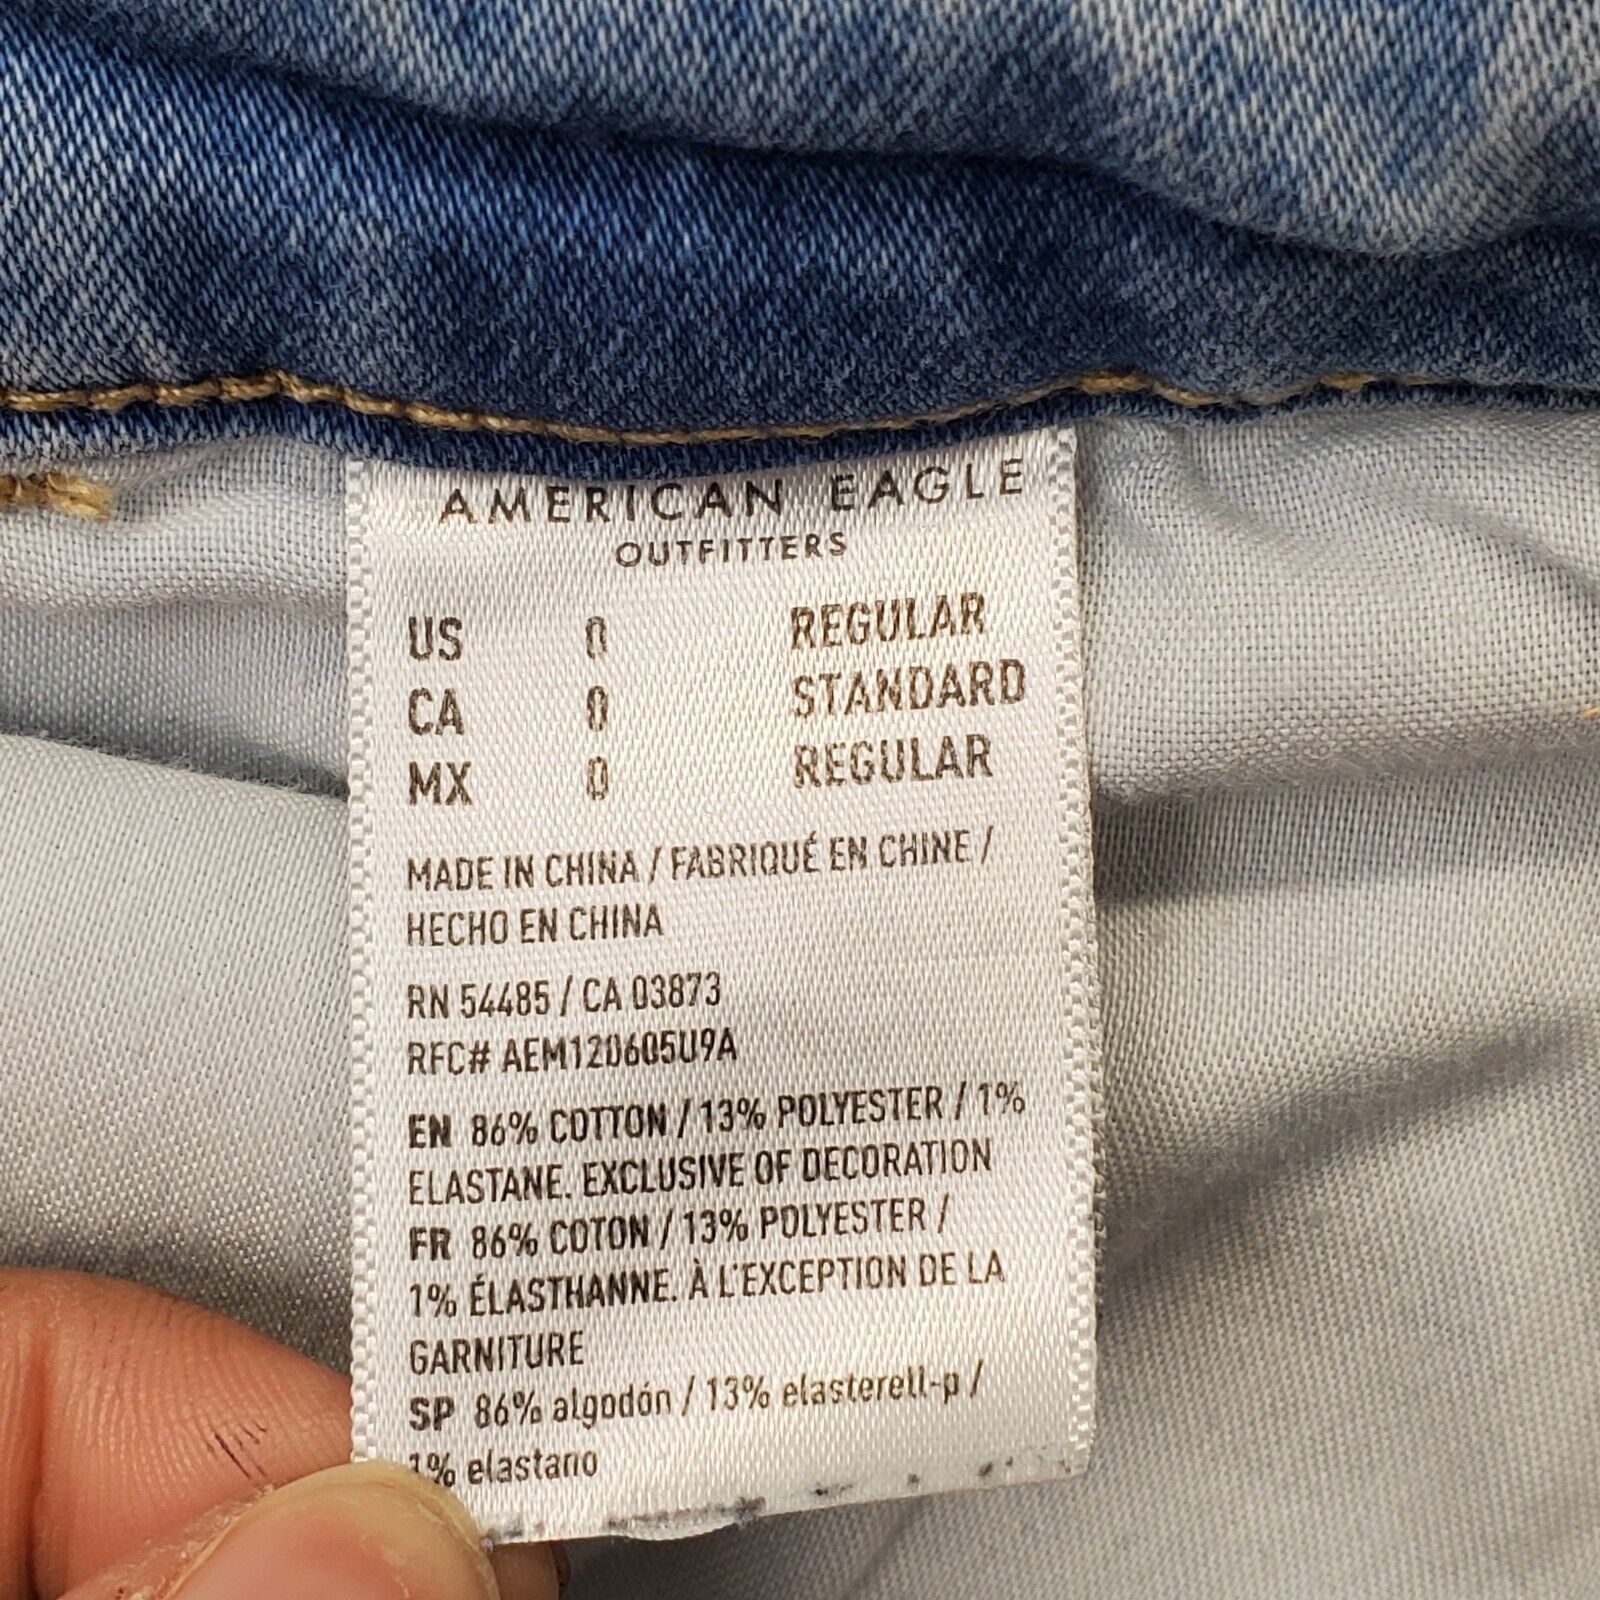 AMERICAN EAGLE
OUTFITTERS
US 0 REGULAR
CA 0 STANDARD
MX 0 REGULAR
MADE IN CHINA / FABRIQUÉ EN CHINE /
HECHO EN CHINA
RN 54485 / CA 03873
RFC# AEM120605U9A
EN 86% COTTON / 13% POLYESTER / 1%
ELASTANE. EXCLUSIVE OF DECORATION
FR 86% COTON / 13% POLYESTER /
1% ÉLASTHANNE. À L'EXCEPTION DE LA
GARNITURE
SP 86% algodón / 13% elasterell-p /
1% elastano